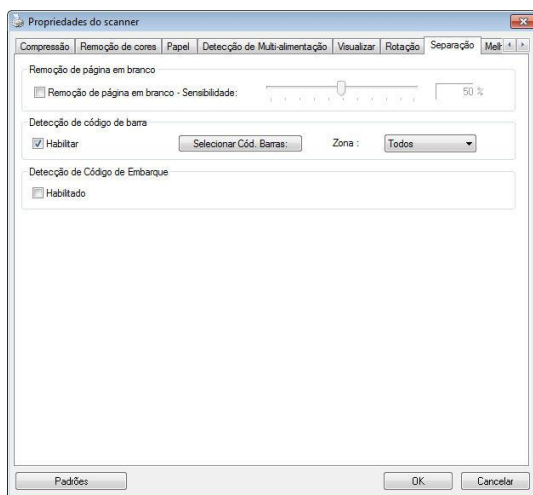 Propriedades do scanner
Compressão Remoção de cores Papel Detecção de Multi-alimentação Visualizar Rotação Separação
Remoção de página em branco
Remoção de página em branco - Sensibilidade: 50 %
Detecção de código de barra
Habilitar Selecionar Cód. Barras: Zona : Todos
Detecção de Código de Embarque
Habilitado
Padrões OK Cancelar